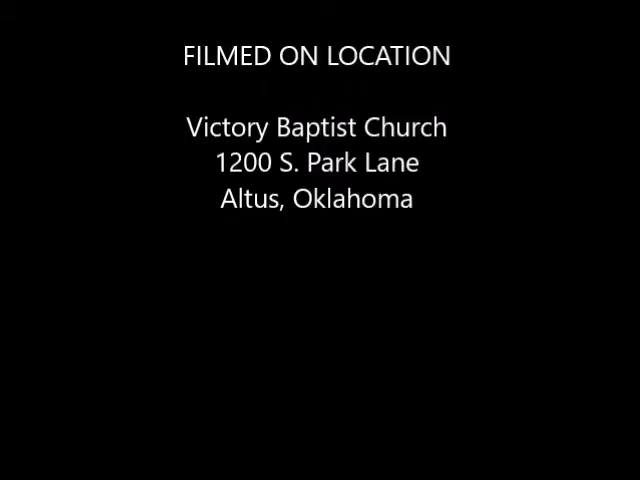 FILMED ON LOCATION
Victory Baptist Church
1200 S. Park Lane
Altus, Oklahoma